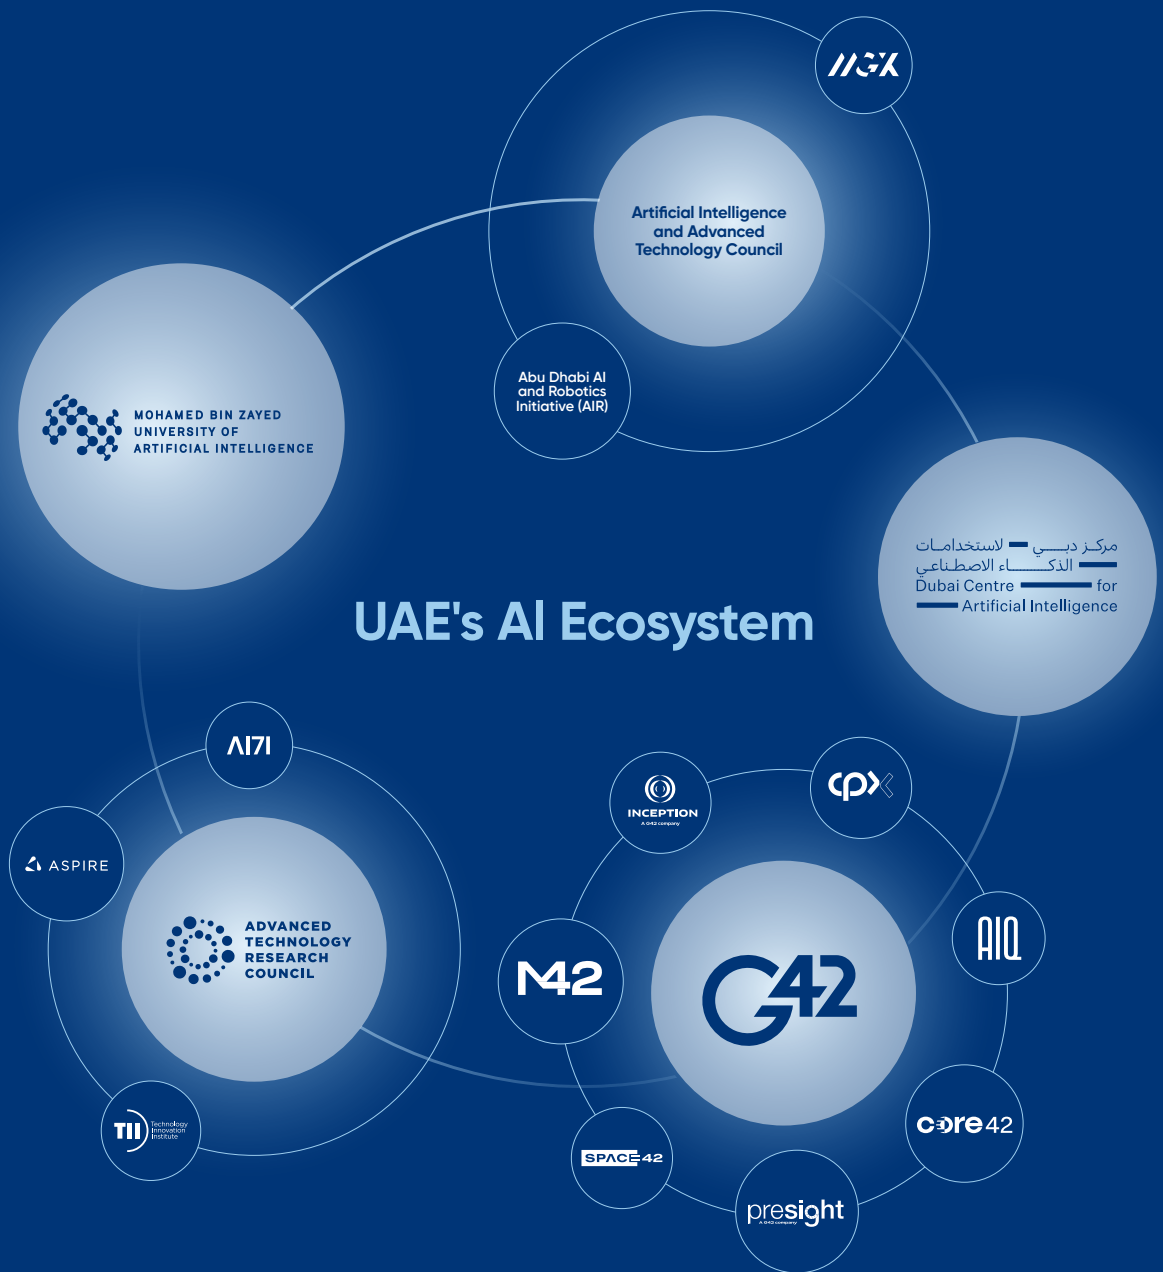 MGX
Artificial Intelligence
and Advanced
Technology Council
Abu Dhabi AI
and Robotics
Initiative (AIR)
MOHAMED BIN ZAYED
UNIVERSITY OF
ARTIFICIAL INTELLIGENCE
مركز دبي لاستخدامات
الذكاء الاصطناعي
Dubai Centre for
Artificial Intelligence
UAE's AI Ecosystem
AI71
ASPIRE
ADVANCED
TECHNOLOGY
RESEARCH
COUNCIL
TII
Technology
Innovation
Institute
INCEPTION
A G42 company
cpx
AIQ
M42
G42
core42
SPACE42
presight
A G42 company